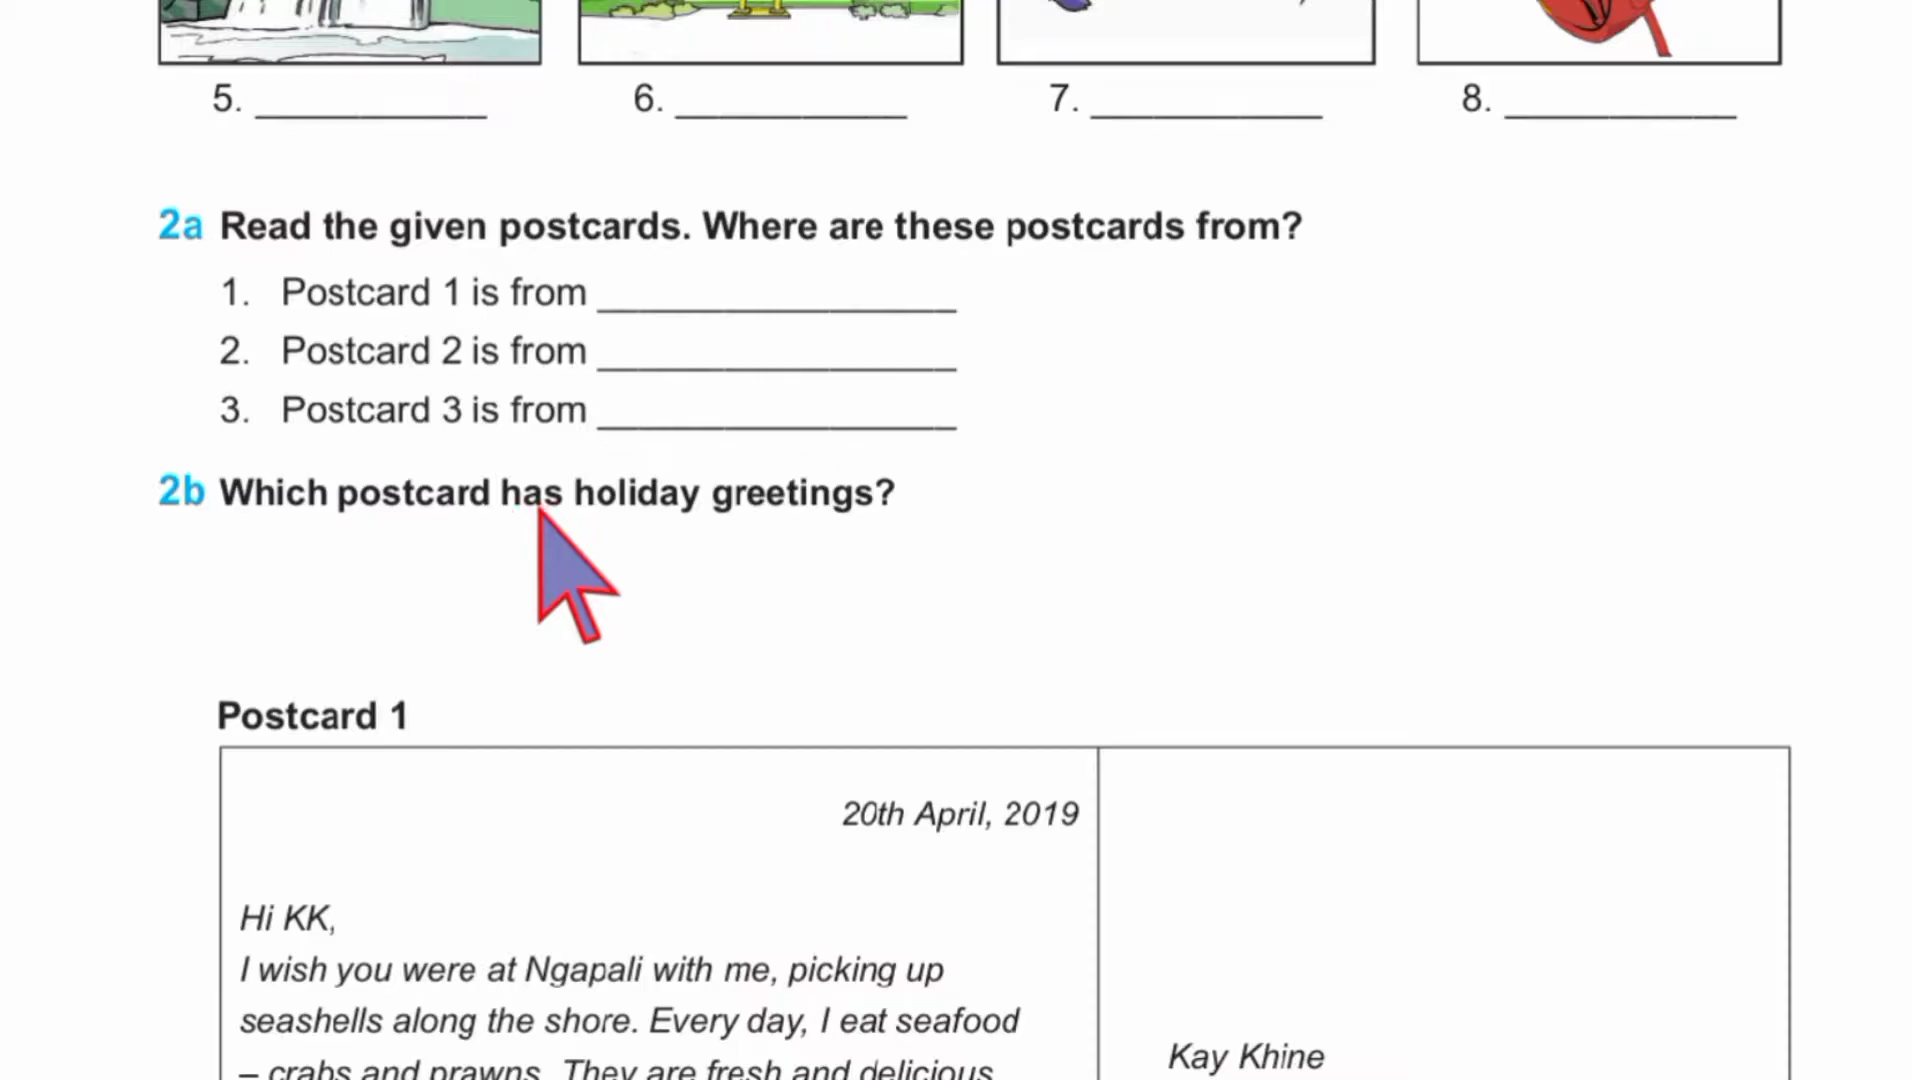 5. ___________
6. ___________
7. ___________
8. ___________
2a Read the given postcards. Where are these postcards from?
1. Postcard 1 is from _________________
2. Postcard 2 is from _________________
3. Postcard 3 is from _________________
2b Which postcard has holiday greetings?
Postcard 1
20th April, 2019
Hi KK,
I wish you were at Ngapali with me, picking up
seashells along the shore. Every day, I eat seafood
– crabs and prawns. They are fresh and delicious
Kay Khine